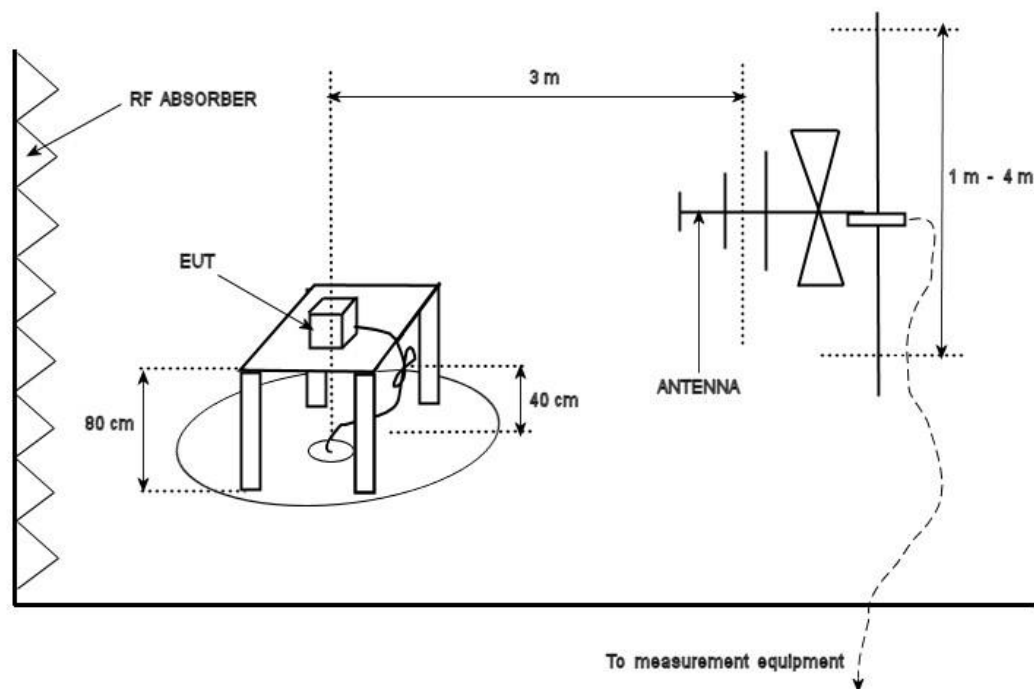 3 m
RF ABSORBER
1 m - 4 m
EUT
ANTENNA
40 cm
80 cm
To measurement equipment